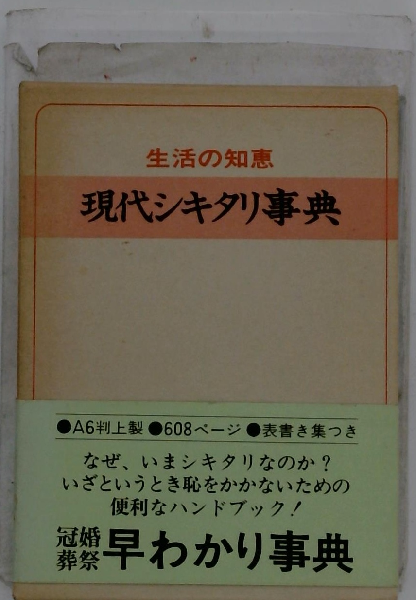 生活の知恵
現代シキタリ事典
●A6判上製 ●608ページ ●表書き集つき
なぜ、いまシキタリなのか？
いざというとき恥をかかないための
便利なハンドブック！
冠婚葬祭 早わかり事典